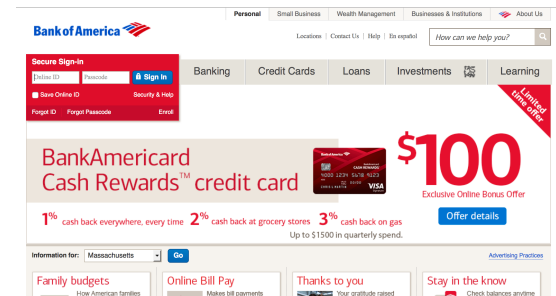 Personal Small Business Wealth Management Businesses & Institutions About Us
Bank of America
Locations Contact Us Help En español How can we help you?
Secure Sign-In
Online ID Passcode Sign In
Save Online ID Security & Help
Forgot ID Forgot Passcode Enroll
Banking Credit Cards Loans Investments Learning
Limited time offer
BankAmericard
Cash Rewards™ credit card
$100
Exclusive Online Bonus Offer
Offer details
VISA
1% cash back everywhere, every time 2% cash back at grocery stores 3% cash back on gas
Up to $1500 in quarterly spend.
Information for: Massachusetts Go Advertising Practices
Family budgets Online Bill Pay Thanks to you Stay in the know
How American families Makes bill payments Your gratitude raised Check balances anytime